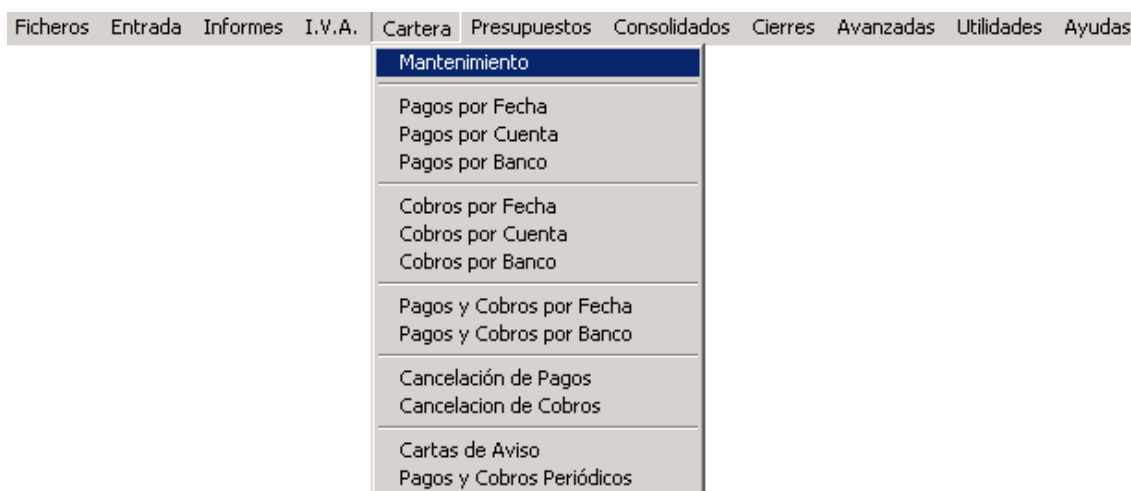 Ficheros Entrada Informes I.V.A. Cartera Presupuestos Consolidados Cierres Avanzadas Utilidades Ayudas
Mantenimiento
Pagos por Fecha
Pagos por Cuenta
Pagos por Banco
Cobros por Fecha
Cobros por Cuenta
Cobros por Banco
Pagos y Cobros por Fecha
Pagos y Cobros por Banco
Cancelación de Pagos
Cancelacion de Cobros
Cartas de Aviso
Pagos y Cobros Periódicos